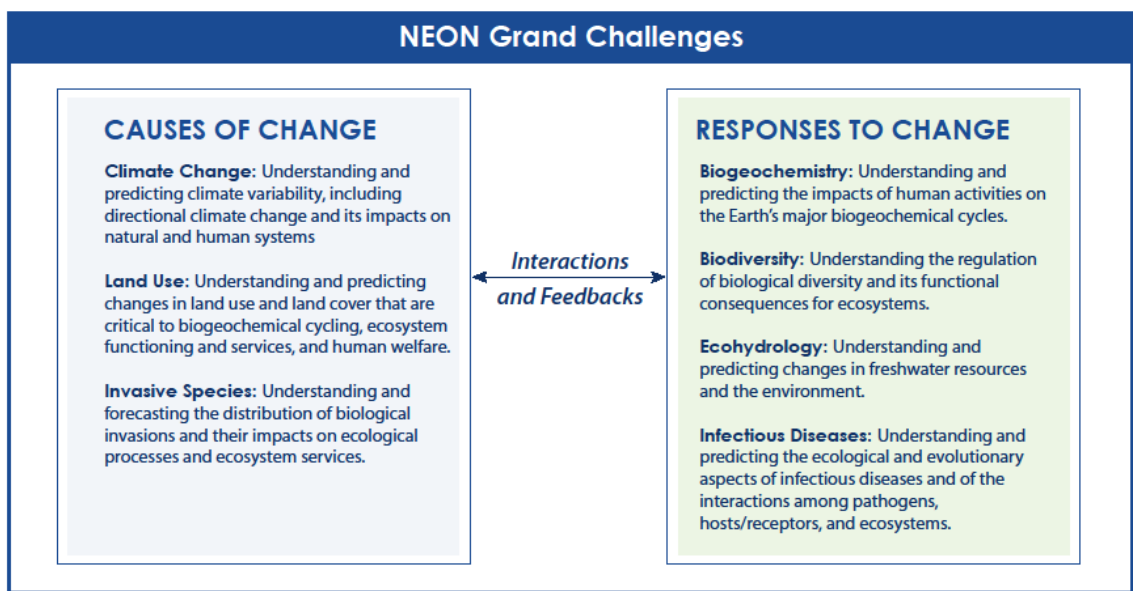 NEON Grand Challenges
CAUSES OF CHANGE
Climate Change: Understanding and
predicting climate variability, including
directional climate change and its impacts on
natural and human systems
Land Use: Understanding and predicting
changes in land use and land cover that are
critical to biogeochemical cycling, ecosystem
functioning and services, and human welfare.
Invasive Species: Understanding and
forecasting the distribution of biological
invasions and their impacts on ecological
processes and ecosystem services.
Interactions
and Feedbacks
RESPONSES TO CHANGE
Biogeochemistry: Understanding and
predicting the impacts of human activities on
the Earth's major biogeochemical cycles.
Biodiversity: Understanding the regulation
of biological diversity and its functional
consequences for ecosystems.
Ecohydrology: Understanding and
predicting changes in freshwater resources
and the environment.
Infectious Diseases: Understanding and
predicting the ecological and evolutionary
aspects of infectious diseases and of the
interactions among pathogens,
hosts/receptors, and ecosystems.